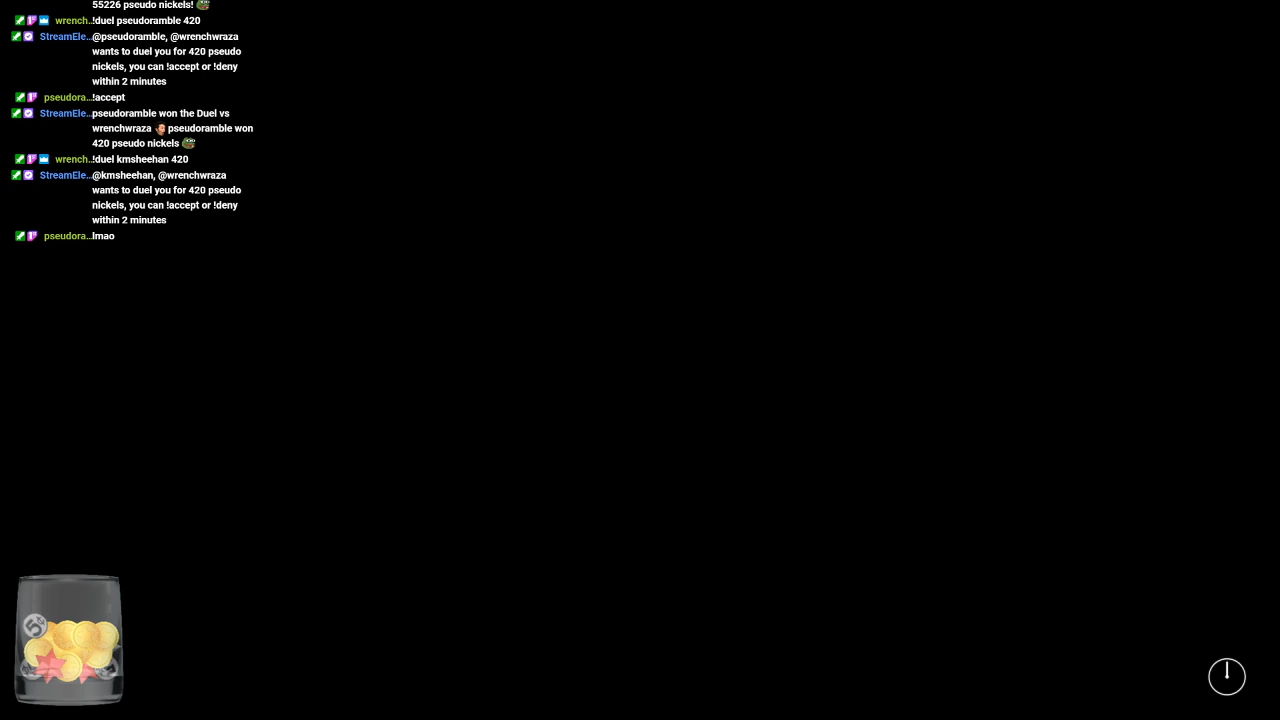 55226 pseudo nickels!
wrench...!duel pseudoramble 420
StreamEle...@pseudoramble, @wrenchwraza
wants to duel you for 420 pseudo
nickels, you can !accept or !deny
within 2 minutes
pseudora...!accept
StreamEle...pseudoramble won the Duel vs
wrenchwraza pseudoramble won
420 pseudo nickels
wrench...!duel kmsheehan 420
StreamEle...@kmsheehan, @wrenchwraza
wants to duel you for 420 pseudo
nickels, you can !accept or !deny
within 2 minutes
pseudora...lmao
5¢